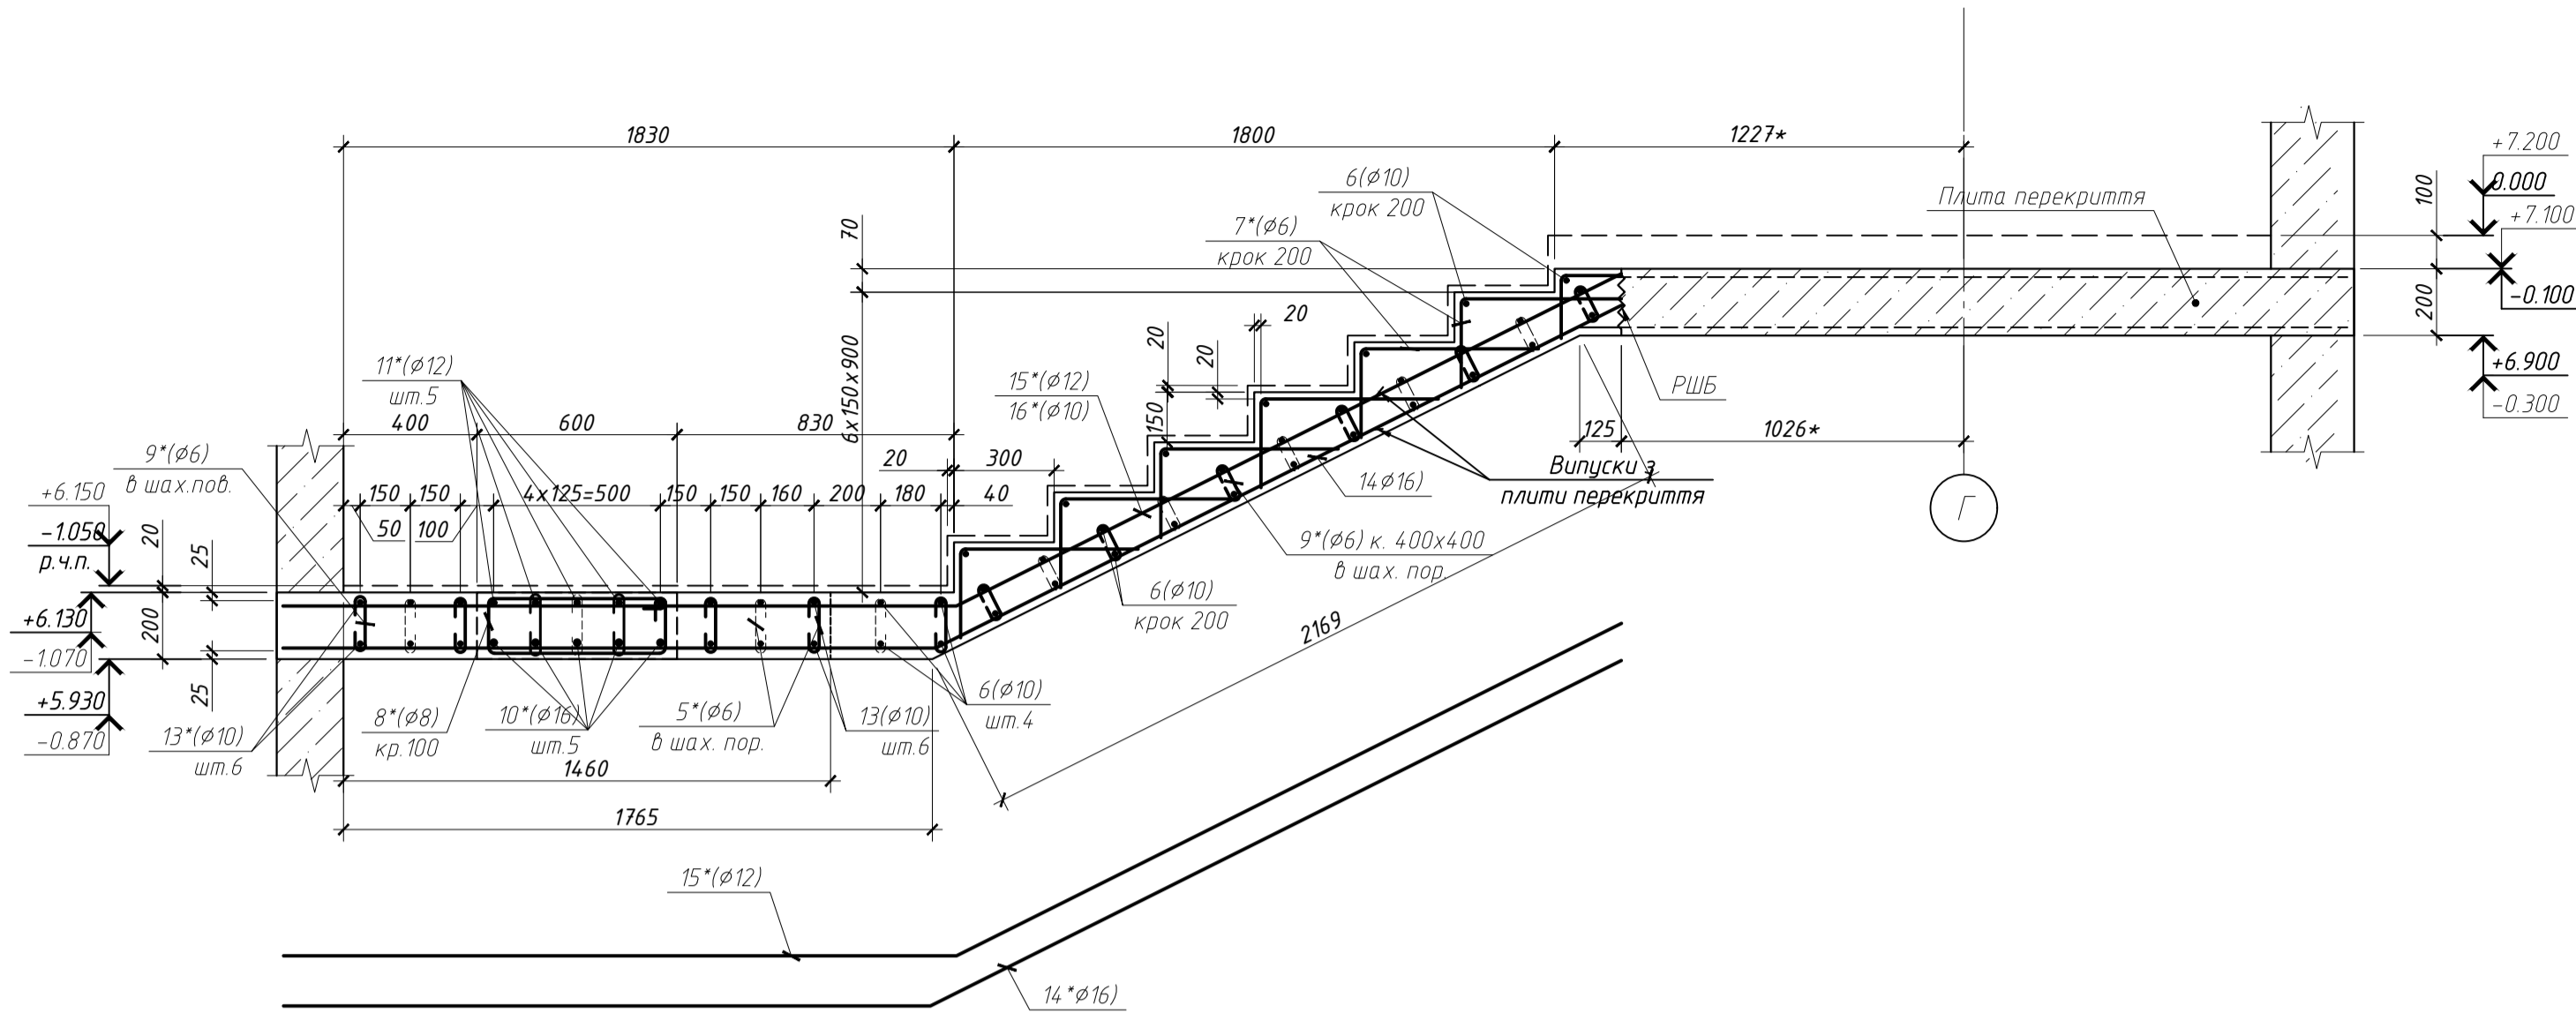 1830
1800
1227*
+7.200
0.000
+7.100
100
Плита перекриття
6(ø10)
крок 200
7*(ø6)
крок 200
70
6х150х900
20
20
20
150
200
-0.100
+6.900
-0.300
11*(ø12)
шт.5
15*(ø12)
16*(ø10)
РШБ
125
1026*
400
600
830
9*(ø6)
в шах.пов.
20
300
Випуски з
плити перекриття
14ø16)
+6.150
-1.050
р.ч.п.
20
25
150
150
4х125=500
150
150
160
200
180
40
50
100
9*(ø6) к. 400х400
в шах. пор.
6(ø10)
крок 200
2169
Г
+6.130
-1.070
200
25
+5.930
-0.870
13*(ø10)
шт.6
8*(ø8)
кр.100
10*(ø16)
шт.5
5*(ø6)
в шах. пор.
13(ø10)
шт.6
6(ø10)
шт.4
1460
1765
15*(ø12)
14*ø16)